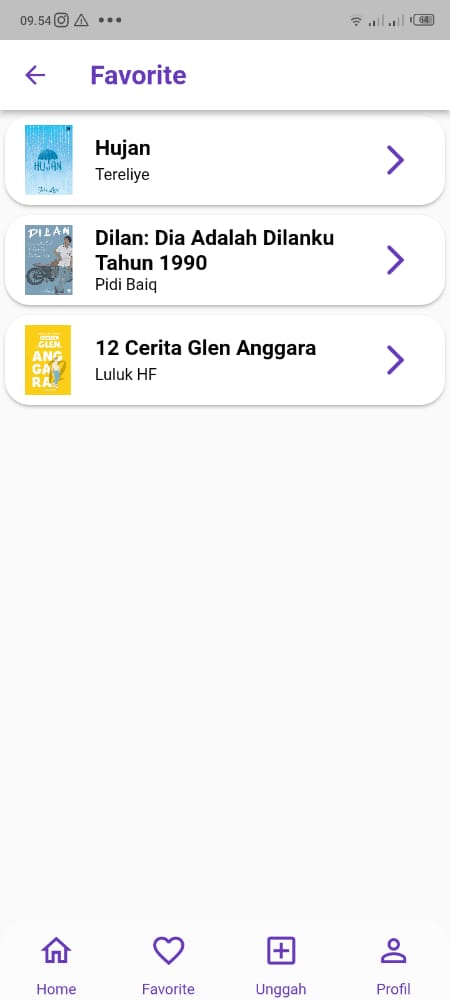 09.54
64
Favorite
HUJAN
Tere Liye
Hujan
Tereliye
DILAN
Dilan: Dia Adalah Dilanku
Tahun 1990
Pidi Baiq
.GLEN.
ANG
GA
RA.
12 Cerita Glen Anggara
Luluk HF
Home
Favorite
Unggah
Profil